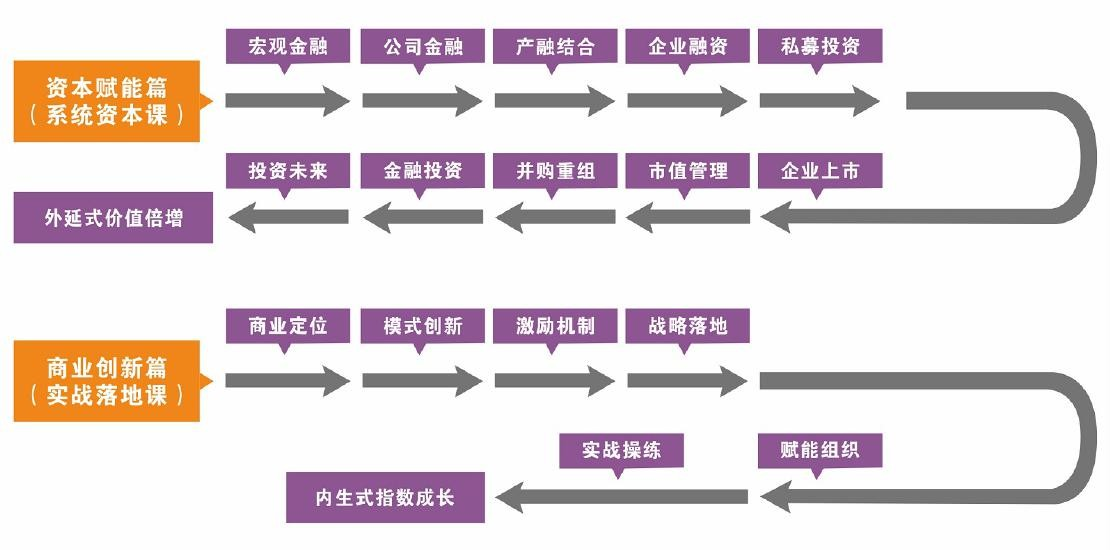 宏观金融
公司金融
产融结合
企业融资
私募投资
资本赋能篇
（系统资本课）
投资未来
金融投资
并购重组
市值管理
企业上市
外延式价值倍增
商业定位
模式创新
激励机制
战略落地
商业创新篇
（实战落地课）
实战操练
赋能组织
内生式指数成长